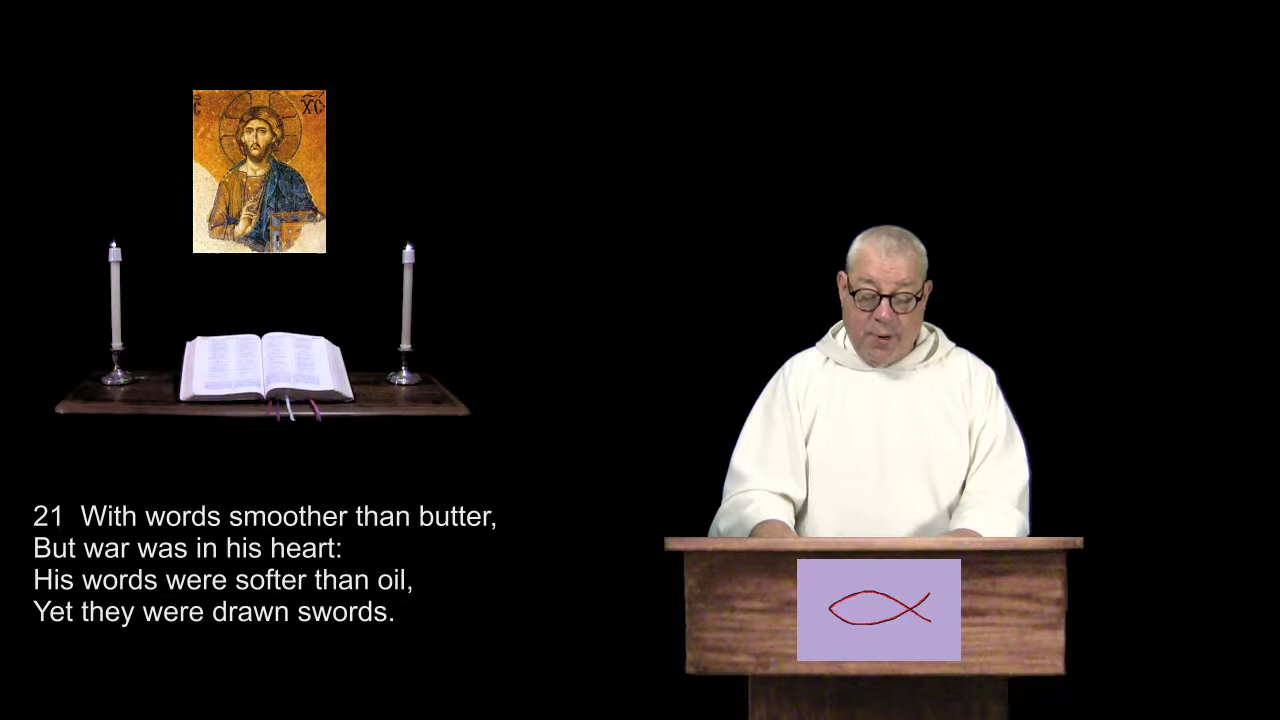 C ΧC
21 With words smoother than butter,
But war was in his heart:
His words were softer than oil,
Yet they were drawn swords.